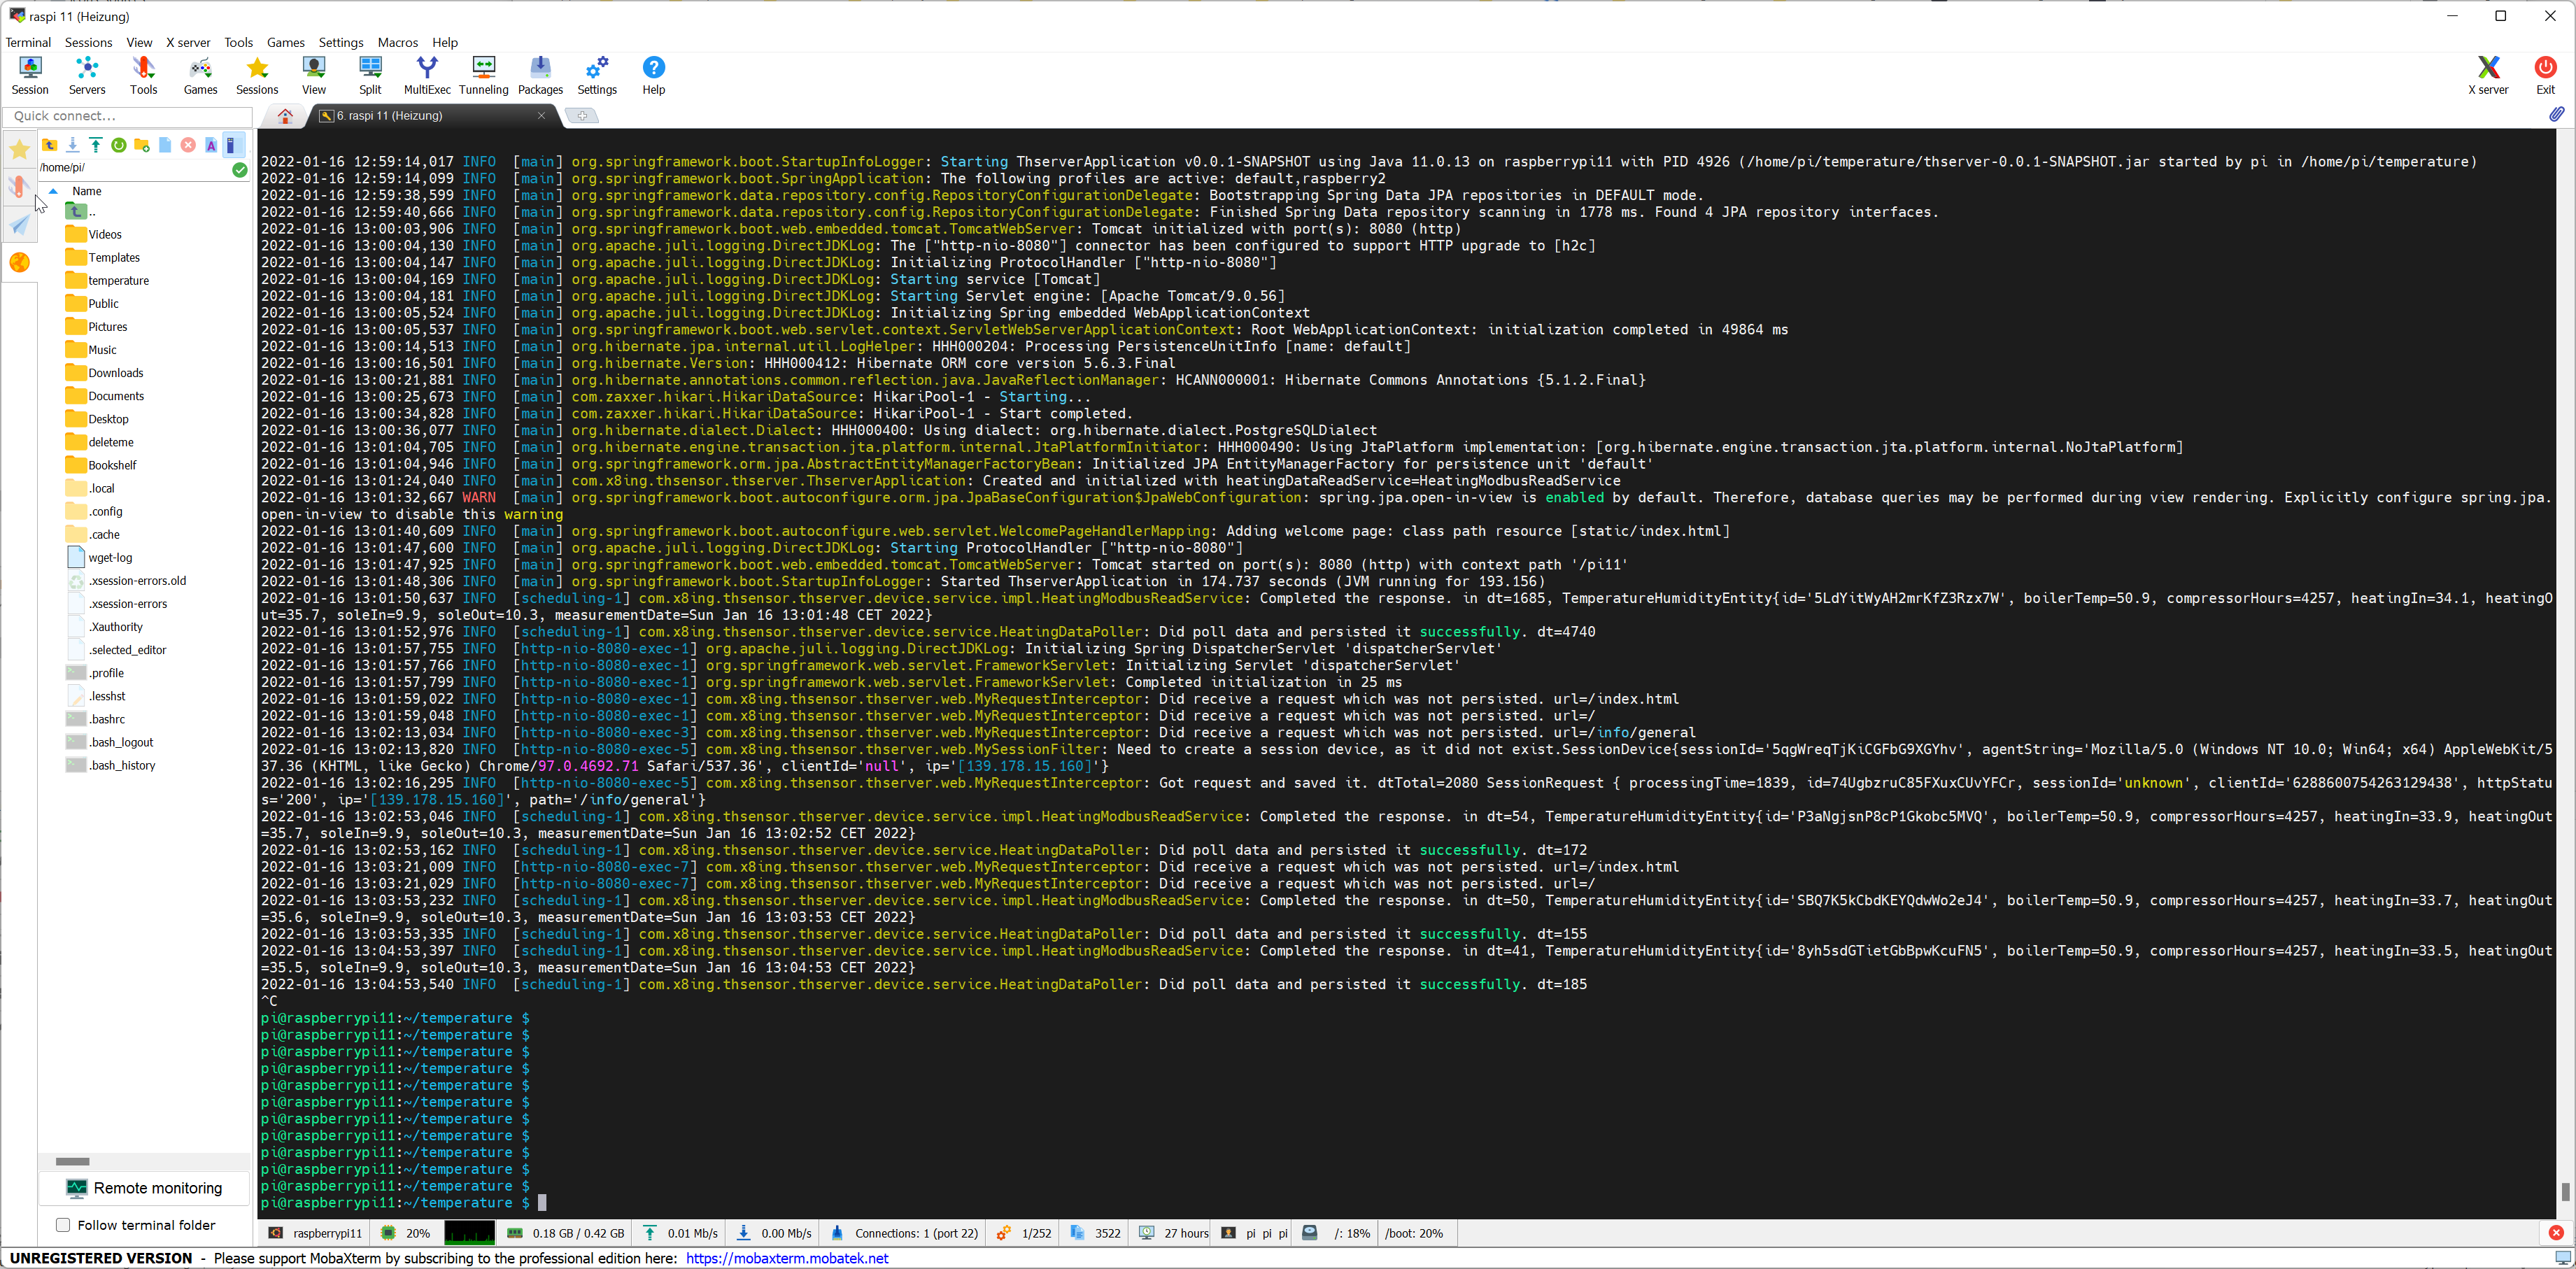 raspi 11 (Heizung)
Terminal Sessions View X server Tools Games Settings Macros Help
Session Servers Tools Games Sessions View Split MultiExec Tunneling Packages Settings Help X server Exit
Quick connect...
6. raspi 11 (Heizung)
/home/pi/
Name
..
Videos
Templates
temperature
Public
Pictures
Music
Downloads
Documents
Desktop
deleteme
Bookshelf
.local
.config
.cache
wget-log
.xsession-errors.old
.xsession-errors
.Xauthority
.selected_editor
.profile
.lesshst
.bashrc
.bash_logout
.bash_history
Remote monitoring
Follow terminal folder
2022-01-16 12:59:14,017 INFO  [main] org.springframework.boot.StartupInfoLogger: Starting ThserverApplication v0.0.1-SNAPSHOT using Java 11.0.13 on raspberrypi11 with PID 4926 (/home/pi/temperature/thserver-0.0.1-SNAPSHOT.jar started by pi in /home/pi/temperature)
2022-01-16 12:59:14,099 INFO  [main] org.springframework.boot.SpringApplication: The following profiles are active: default,raspberry2
2022-01-16 12:59:38,599 INFO  [main] org.springframework.data.repository.config.RepositoryConfigurationDelegate: Bootstrapping Spring Data JPA repositories in DEFAULT mode.
2022-01-16 12:59:40,666 INFO  [main] org.springframework.data.repository.config.RepositoryConfigurationDelegate: Finished Spring Data repository scanning in 1778 ms. Found 4 JPA repository interfaces.
2022-01-16 13:00:03,906 INFO  [main] org.springframework.boot.web.embedded.tomcat.TomcatWebServer: Tomcat initialized with port(s): 8080 (http)
2022-01-16 13:00:04,130 INFO  [main] org.apache.juli.logging.DirectJDKLog: The ["http-nio-8080"] connector has been configured to support HTTP upgrade to [h2c]
2022-01-16 13:00:04,147 INFO  [main] org.apache.juli.logging.DirectJDKLog: Initializing ProtocolHandler ["http-nio-8080"]
2022-01-16 13:00:04,169 INFO  [main] org.apache.juli.logging.DirectJDKLog: Starting service [Tomcat]
2022-01-16 13:00:04,181 INFO  [main] org.apache.juli.logging.DirectJDKLog: Starting Servlet engine: [Apache Tomcat/9.0.56]
2022-01-16 13:00:05,524 INFO  [main] org.apache.juli.logging.DirectJDKLog: Initializing Spring embedded WebApplicationContext
2022-01-16 13:00:05,537 INFO  [main] org.springframework.boot.web.servlet.context.ServletWebServerApplicationContext: Root WebApplicationContext: initialization completed in 49864 ms
2022-01-16 13:00:14,513 INFO  [main] org.hibernate.jpa.internal.util.LogHelper: HHH000204: Processing PersistenceUnitInfo [name: default]
2022-01-16 13:00:16,501 INFO  [main] org.hibernate.Version: HHH000412: Hibernate ORM core version 5.6.3.Final
2022-01-16 13:00:21,881 INFO  [main] org.hibernate.annotations.common.reflection.java.JavaReflectionManager: HCANN000001: Hibernate Commons Annotations {5.1.2.Final}
2022-01-16 13:00:25,673 INFO  [main] com.zaxxer.hikari.HikariDataSource: HikariPool-1 - Starting...
2022-01-16 13:00:34,828 INFO  [main] com.zaxxer.hikari.HikariDataSource: HikariPool-1 - Start completed.
2022-01-16 13:00:36,077 INFO  [main] org.hibernate.dialect.Dialect: HHH000400: Using dialect: org.hibernate.dialect.PostgreSQLDialect
2022-01-16 13:01:04,705 INFO  [main] org.hibernate.engine.transaction.jta.platform.internal.JtaPlatformInitiator: HHH000490: Using JtaPlatform implementation: [org.hibernate.engine.transaction.jta.platform.internal.NoJtaPlatform]
2022-01-16 13:01:04,946 INFO  [main] org.springframework.orm.jpa.AbstractEntityManagerFactoryBean: Initialized JPA EntityManagerFactory for persistence unit 'default'
2022-01-16 13:01:24,040 INFO  [main] com.x8ing.thsensor.thserver.ThserverApplication: Created and initialized with heatingDataReadService=HeatingModbusReadService
2022-01-16 13:01:32,667 WARN  [main] org.springframework.boot.autoconfigure.orm.jpa.JpaBaseConfiguration$JpaWebConfiguration: spring.jpa.open-in-view is enabled by default. Therefore, database queries may be performed during view rendering. Explicitly configure spring.jpa.
open-in-view to disable this warning
2022-01-16 13:01:40,609 INFO  [main] org.springframework.boot.autoconfigure.web.servlet.WelcomePageHandlerMapping: Adding welcome page: class path resource [static/index.html]
2022-01-16 13:01:47,600 INFO  [main] org.apache.juli.logging.DirectJDKLog: Starting ProtocolHandler ["http-nio-8080"]
2022-01-16 13:01:47,925 INFO  [main] org.springframework.boot.web.embedded.tomcat.TomcatWebServer: Tomcat started on port(s): 8080 (http) with context path '/pi11'
2022-01-16 13:01:48,306 INFO  [main] org.springframework.boot.StartupInfoLogger: Started ThserverApplication in 174.737 seconds (JVM running for 193.156)
2022-01-16 13:01:50,637 INFO  [scheduling-1] com.x8ing.thsensor.thserver.device.service.impl.HeatingModbusReadService: Completed the response. in dt=1685, TemperatureHumidityEntity{id='5LdYitWyAH2mrKfZ3Rzx7W', boilerTemp=50.9, compressorHours=4257, heatingIn=34.1, heatingO
ut=35.7, soleIn=9.9, soleOut=10.3, measurementDate=Sun Jan 16 13:01:48 CET 2022}
2022-01-16 13:01:52,976 INFO  [scheduling-1] com.x8ing.thsensor.thserver.device.service.HeatingDataPoller: Did poll data and persisted it successfully. dt=4740
2022-01-16 13:01:57,755 INFO  [http-nio-8080-exec-1] org.apache.juli.logging.DirectJDKLog: Initializing Spring DispatcherServlet 'dispatcherServlet'
2022-01-16 13:01:57,766 INFO  [http-nio-8080-exec-1] org.springframework.web.servlet.FrameworkServlet: Initializing Servlet 'dispatcherServlet'
2022-01-16 13:01:57,799 INFO  [http-nio-8080-exec-1] org.springframework.web.servlet.FrameworkServlet: Completed initialization in 25 ms
2022-01-16 13:01:59,022 INFO  [http-nio-8080-exec-1] com.x8ing.thsensor.thserver.web.MyRequestInterceptor: Did receive a request which was not persisted. url=/index.html
2022-01-16 13:01:59,048 INFO  [http-nio-8080-exec-1] com.x8ing.thsensor.thserver.web.MyRequestInterceptor: Did receive a request which was not persisted. url=/
2022-01-16 13:02:13,034 INFO  [http-nio-8080-exec-3] com.x8ing.thsensor.thserver.web.MyRequestInterceptor: Did receive a request which was not persisted. url=/info/general
2022-01-16 13:02:13,820 INFO  [http-nio-8080-exec-5] com.x8ing.thsensor.thserver.web.MySessionFilter: Need to create a session device, as it did not exist.SessionDevice{sessionId='5qgWreqTjKiCGFbG9XGYhv', agentString='Mozilla/5.0 (Windows NT 10.0; Win64; x64) AppleWebKit/5
37.36 (KHTML, like Gecko) Chrome/97.0.4692.71 Safari/537.36', clientId='null', ip='[139.178.15.160]'}
2022-01-16 13:02:16,295 INFO  [http-nio-8080-exec-5] com.x8ing.thsensor.thserver.web.MyRequestInterceptor: Got request and saved it. dtTotal=2080 SessionRequest { processingTime=1839, id=74UgbzruC85FXuxCUvYFCr, sessionId='unknown', clientId='6288600754263129438', httpStatu
s='200', ip='[139.178.15.160]', path='/info/general'}
2022-01-16 13:02:53,046 INFO  [scheduling-1] com.x8ing.thsensor.thserver.device.service.impl.HeatingModbusReadService: Completed the response. in dt=54, TemperatureHumidityEntity{id='P3aNgjsnP8cP1Gkobc5MVQ', boilerTemp=50.9, compressorHours=4257, heatingIn=33.9, heatingOut
=35.7, soleIn=9.9, soleOut=10.3, measurementDate=Sun Jan 16 13:02:52 CET 2022}
2022-01-16 13:02:53,162 INFO  [scheduling-1] com.x8ing.thsensor.thserver.device.service.HeatingDataPoller: Did poll data and persisted it successfully. dt=172
2022-01-16 13:03:21,009 INFO  [http-nio-8080-exec-7] com.x8ing.thsensor.thserver.web.MyRequestInterceptor: Did receive a request which was not persisted. url=/index.html
2022-01-16 13:03:21,029 INFO  [http-nio-8080-exec-7] com.x8ing.thsensor.thserver.web.MyRequestInterceptor: Did receive a request which was not persisted. url=/
2022-01-16 13:03:53,232 INFO  [scheduling-1] com.x8ing.thsensor.thserver.device.service.impl.HeatingModbusReadService: Completed the response. in dt=50, TemperatureHumidityEntity{id='SBQ7K5kCbdKEYQdwWo2eJ4', boilerTemp=50.9, compressorHours=4257, heatingIn=33.7, heatingOut
=35.6, soleIn=9.9, soleOut=10.3, measurementDate=Sun Jan 16 13:03:53 CET 2022}
2022-01-16 13:03:53,335 INFO  [scheduling-1] com.x8ing.thsensor.thserver.device.service.HeatingDataPoller: Did poll data and persisted it successfully. dt=155
2022-01-16 13:04:53,397 INFO  [scheduling-1] com.x8ing.thsensor.thserver.device.service.impl.HeatingModbusReadService: Completed the response. in dt=41, TemperatureHumidityEntity{id='8yh5sdGTietGbBpwKcuFN5', boilerTemp=50.9, compressorHours=4257, heatingIn=33.5, heatingOut
=35.5, soleIn=9.9, soleOut=10.3, measurementDate=Sun Jan 16 13:04:53 CET 2022}
2022-01-16 13:04:53,540 INFO  [scheduling-1] com.x8ing.thsensor.thserver.device.service.HeatingDataPoller: Did poll data and persisted it successfully. dt=185
^C
pi@raspberrypi11:~/temperature $
pi@raspberrypi11:~/temperature $
pi@raspberrypi11:~/temperature $
pi@raspberrypi11:~/temperature $
pi@raspberrypi11:~/temperature $
pi@raspberrypi11:~/temperature $
pi@raspberrypi11:~/temperature $
pi@raspberrypi11:~/temperature $
pi@raspberrypi11:~/temperature $
pi@raspberrypi11:~/temperature $
pi@raspberrypi11:~/temperature $
pi@raspberrypi11:~/temperature $
raspberrypi11 20% 0.18 GB / 0.42 GB 0.01 Mb/s 0.00 Mb/s Connections: 1 (port 22) 1/252 3522 27 hours pi pi pi /: 18% /boot: 20%
UNREGISTERED VERSION - Please support MobaXterm by subscribing to the professional edition here: https://mobaxterm.mobatek.net